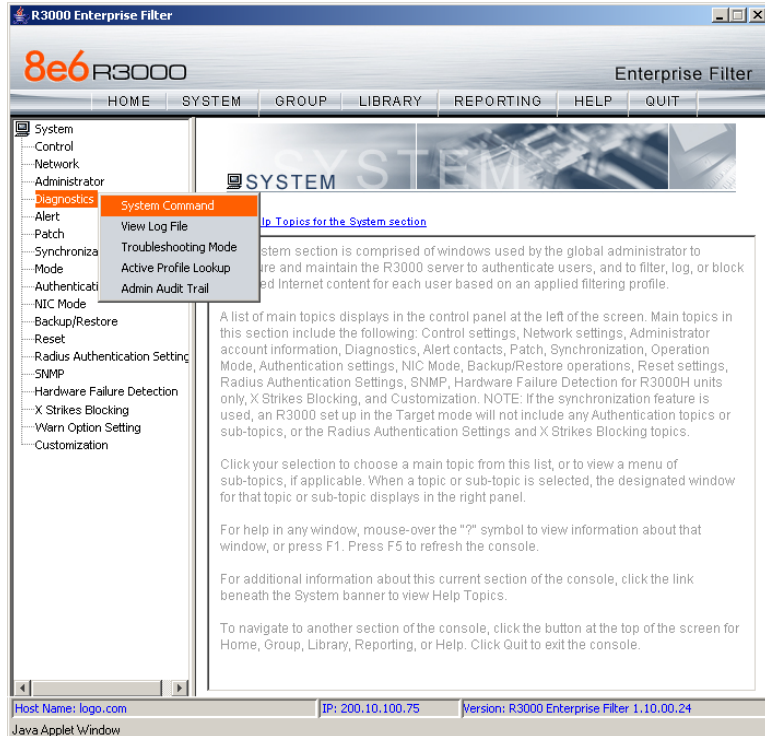 R3000 Enterprise Filter
8e6 R3000
Enterprise Filter
HOME SYSTEM GROUP LIBRARY REPORTING HELP QUIT
System
Control
Network
Administrator
Diagnostics
Alert
Patch
Synchroniza
Mode
Authenticati
NIC Mode
Backup/Restore
Reset
Radius Authentication Setting
SNMP
Hardware Failure Detection
X Strikes Blocking
Warn Option Setting
Customization
System Command
View Log File
Troubleshooting Mode
Active Profile Lookup
Admin Audit Trail
SYSTEM
SYSTEM
lp Topics for the System section
stem section is comprised of windows used by the global administrator to
ure and maintain the R3000 server to authenticate users, and to filter, log, or block
ed Internet content for each user based on an applied filtering profile.
A list of main topics displays in the control panel at the left of the screen. Main topics in
this section include the following: Control settings, Network settings, Administrator
account information, Diagnostics, Alert contacts, Patch, Synchronization, Operation
Mode, Authentication settings, NIC Mode, Backup/Restore operations, Reset settings,
Radius Authentication Settings, SNMP, Hardware Failure Detection for R3000H units
only, X Strikes Blocking, and Customization. NOTE: If the synchronization feature is
used, an R3000 set up in the Target mode will not include any Authentication topics or
sub-topics, or the Radius Authentication Settings and X Strikes Blocking topics.
Click your selection to choose a main topic from this list, or to view a menu of
sub-topics, if applicable. When a topic or sub-topic is selected, the designated window
for that topic or sub-topic displays in the right panel.
For help in any window, mouse-over the "?" symbol to view information about that
window, or press F1. Press F5 to refresh the console.
For additional information about this current section of the console, click the link
beneath the System banner to view Help Topics.
To navigate to another section of the console, click the button at the top of the screen for
Home, Group, Library, Reporting, or Help. Click Quit to exit the console.
Host Name: logo.com
IP: 200.10.100.75
Version: R3000 Enterprise Filter 1.10.00.24
Java Applet Window